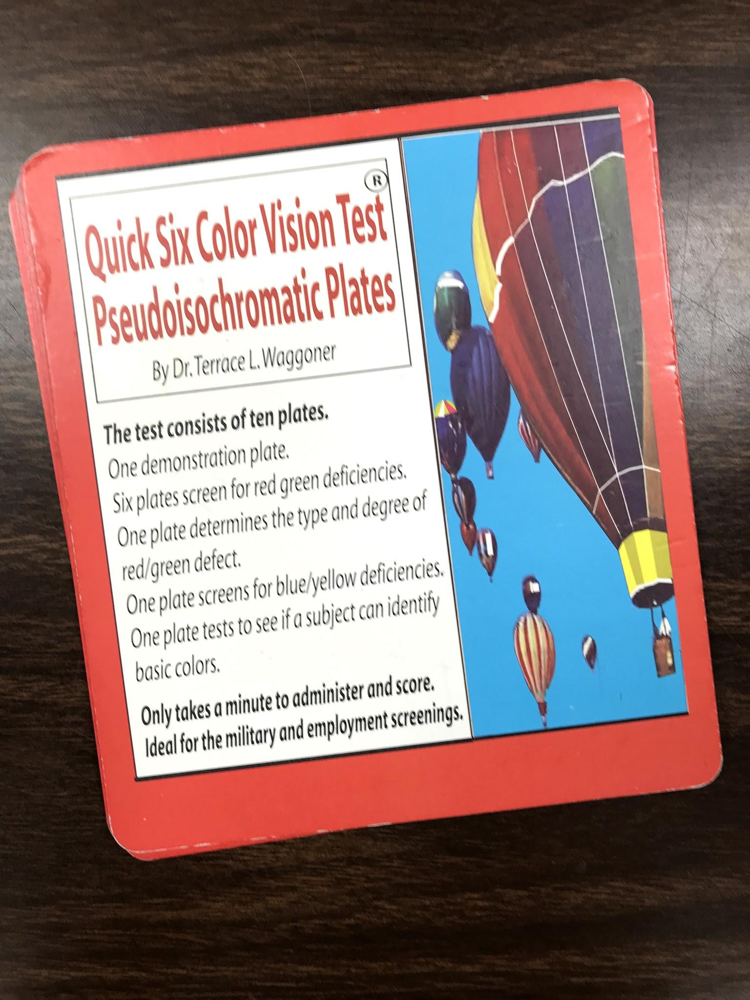 ®
Quick Six Color Vision Test
Pseudoisochromatic Plates
By Dr. Terrace L. Waggoner
The test consists of ten plates.
One demonstration plate.
Six plates screen for red green deficiencies.
One plate determines the type and degree of
red/green defect.
One plate screens for blue/yellow deficiencies.
One plate tests to see if a subject can identify
basic colors.
Only takes a minute to administer and score.
Ideal for the military and employment screenings.